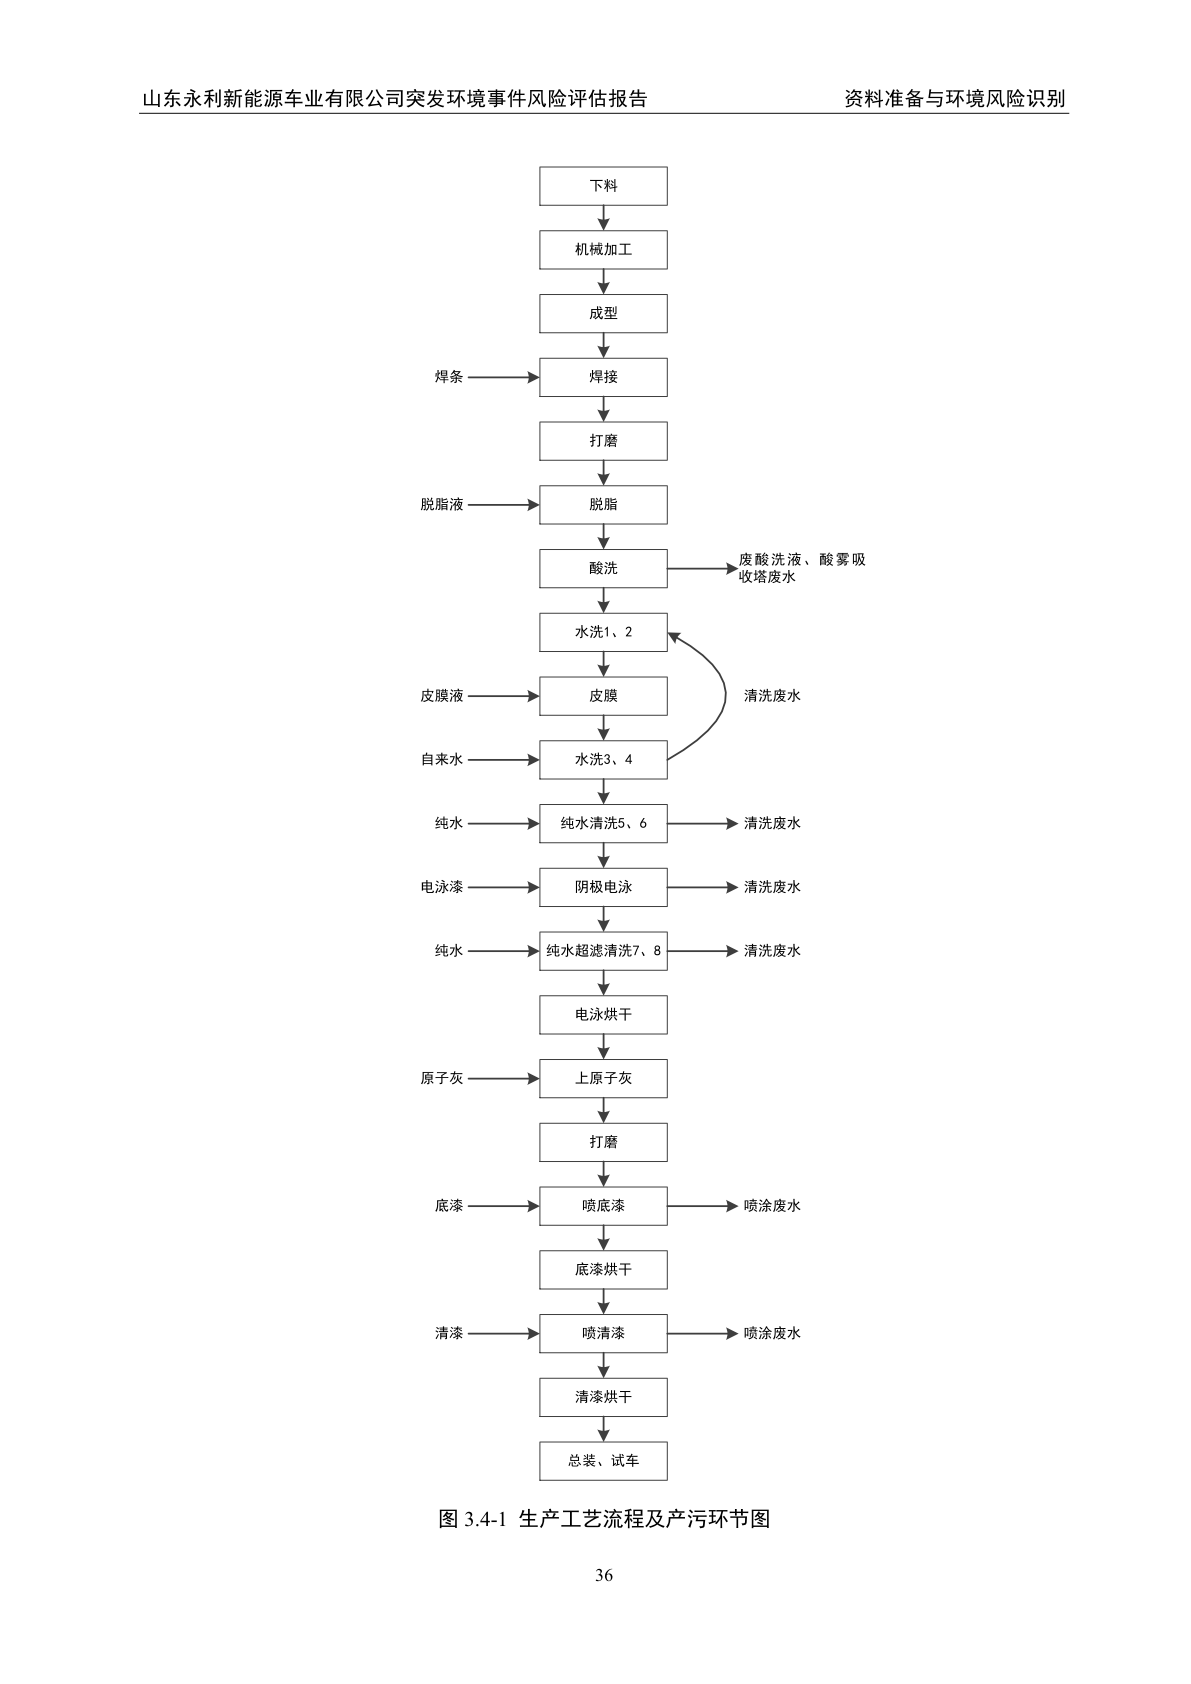 山东永利新能源车业有限公司突发环境事件风险评估报告 资料准备与环境风险识别
下料
机械加工
成型
焊条 焊接
打磨
脱脂液 脱脂
酸洗 废酸洗液、酸雾吸
收塔废水
水洗1、2
皮膜液 皮膜 清洗废水
自来水 水洗3、4
纯水 纯水清洗5、6 清洗废水
电泳漆 阴极电泳 清洗废水
纯水 纯水超滤清洗7、8 清洗废水
电泳烘干
原子灰 上原子灰
打磨
底漆 喷底漆 喷涂废水
底漆烘干
清漆 喷清漆 喷涂废水
清漆烘干
总装、试车
图 3.4-1 生产工艺流程及产污环节图
36